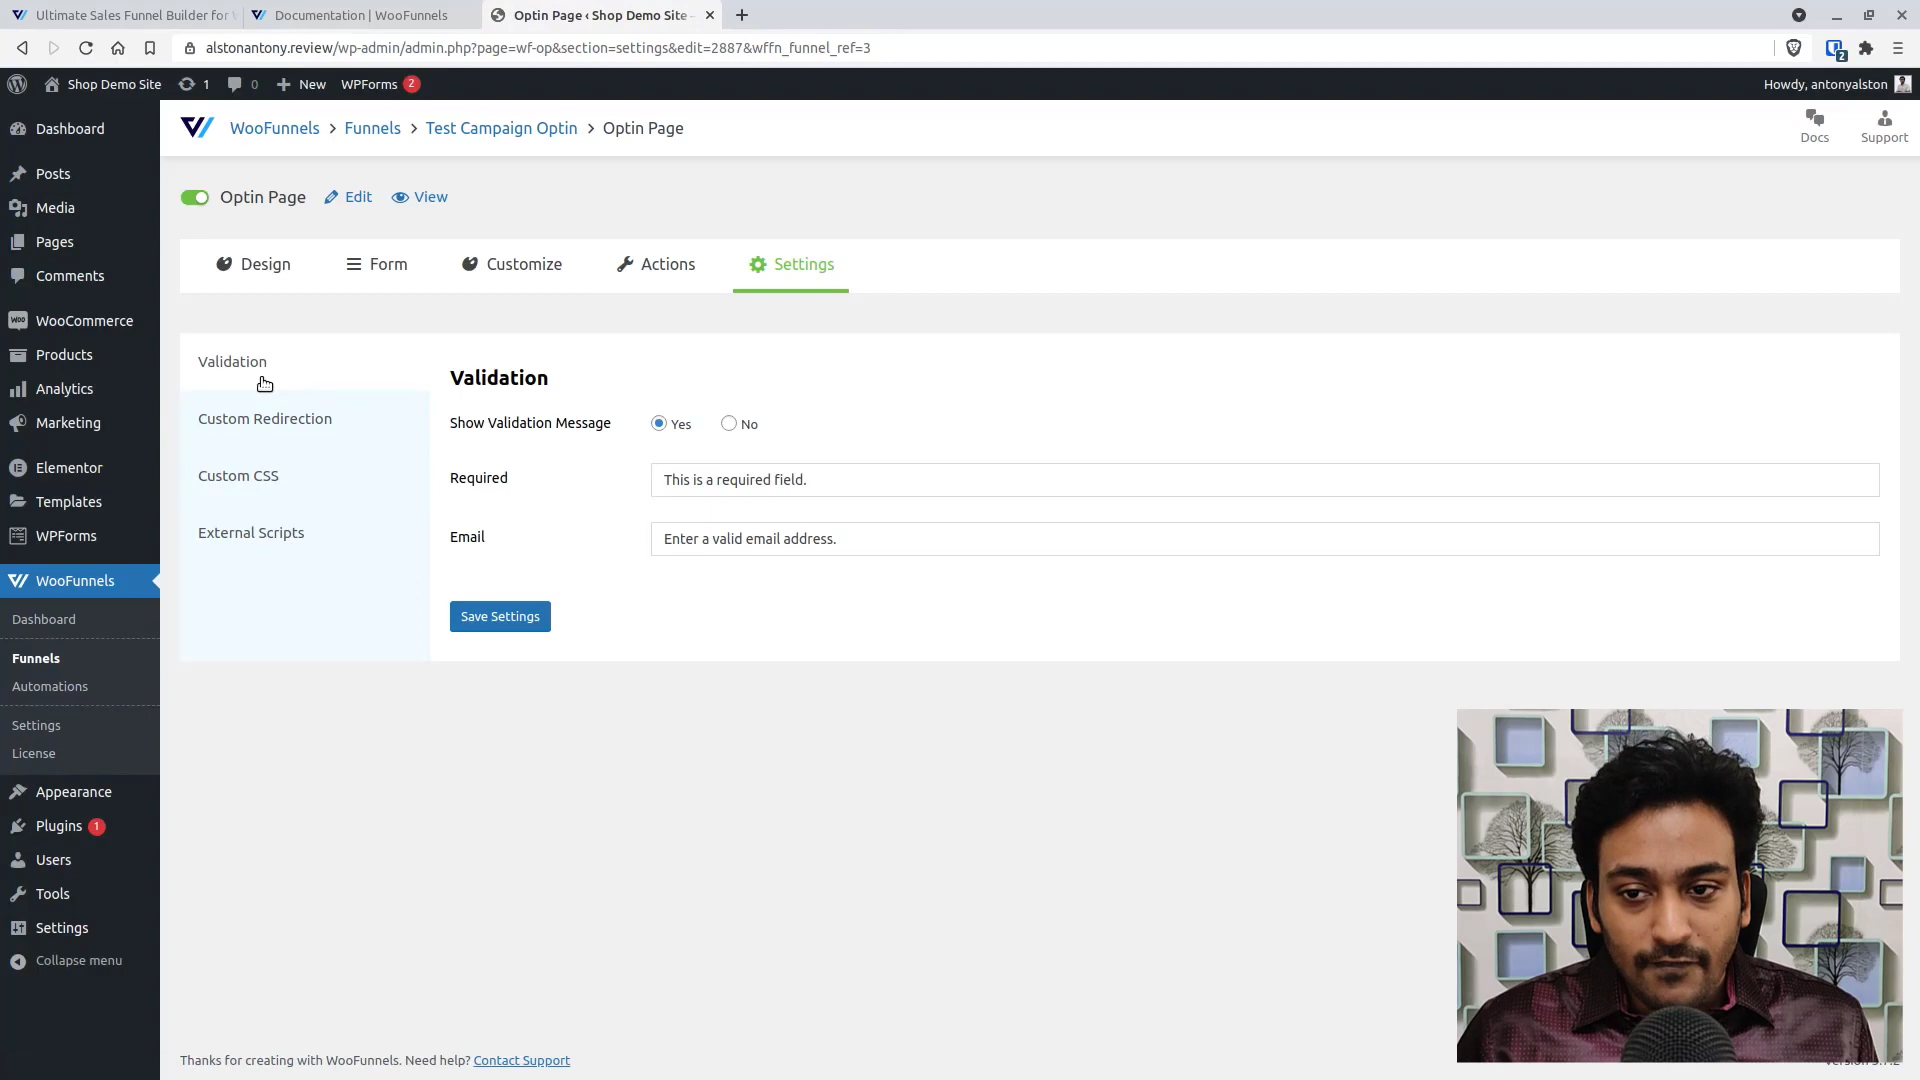 Ultimate Sales Funnel Builder for W
Documentation | WooFunnels
Optin Page ‹ Shop Demo Site
alstonantony.review/wp-admin/admin.php?page=wf-op&section=settings&edit=2887&wffn_funnel_ref=3
2
Shop Demo Site
1
0
New
WPForms 2
Howdy, antonyalston
Dashboard
Posts
Media
Pages
Comments
WooCommerce
Products
Analytics
Marketing
Elementor
Templates
WPForms
WooFunnels
Dashboard
Funnels
Automations
Settings
License
Appearance
Plugins 1
Users
Tools
Settings
Collapse menu
WooFunnels > Funnels > Test Campaign Optin > Optin Page
Docs
Support
Optin Page
Edit
View
Design
Form
Customize
Actions
Settings
Validation
Custom Redirection
Custom CSS
External Scripts
Validation
Show Validation Message
Yes
No
Required
This is a required field.
Email
Enter a valid email address.
Save Settings
Thanks for creating with WooFunnels. Need help? Contact Support